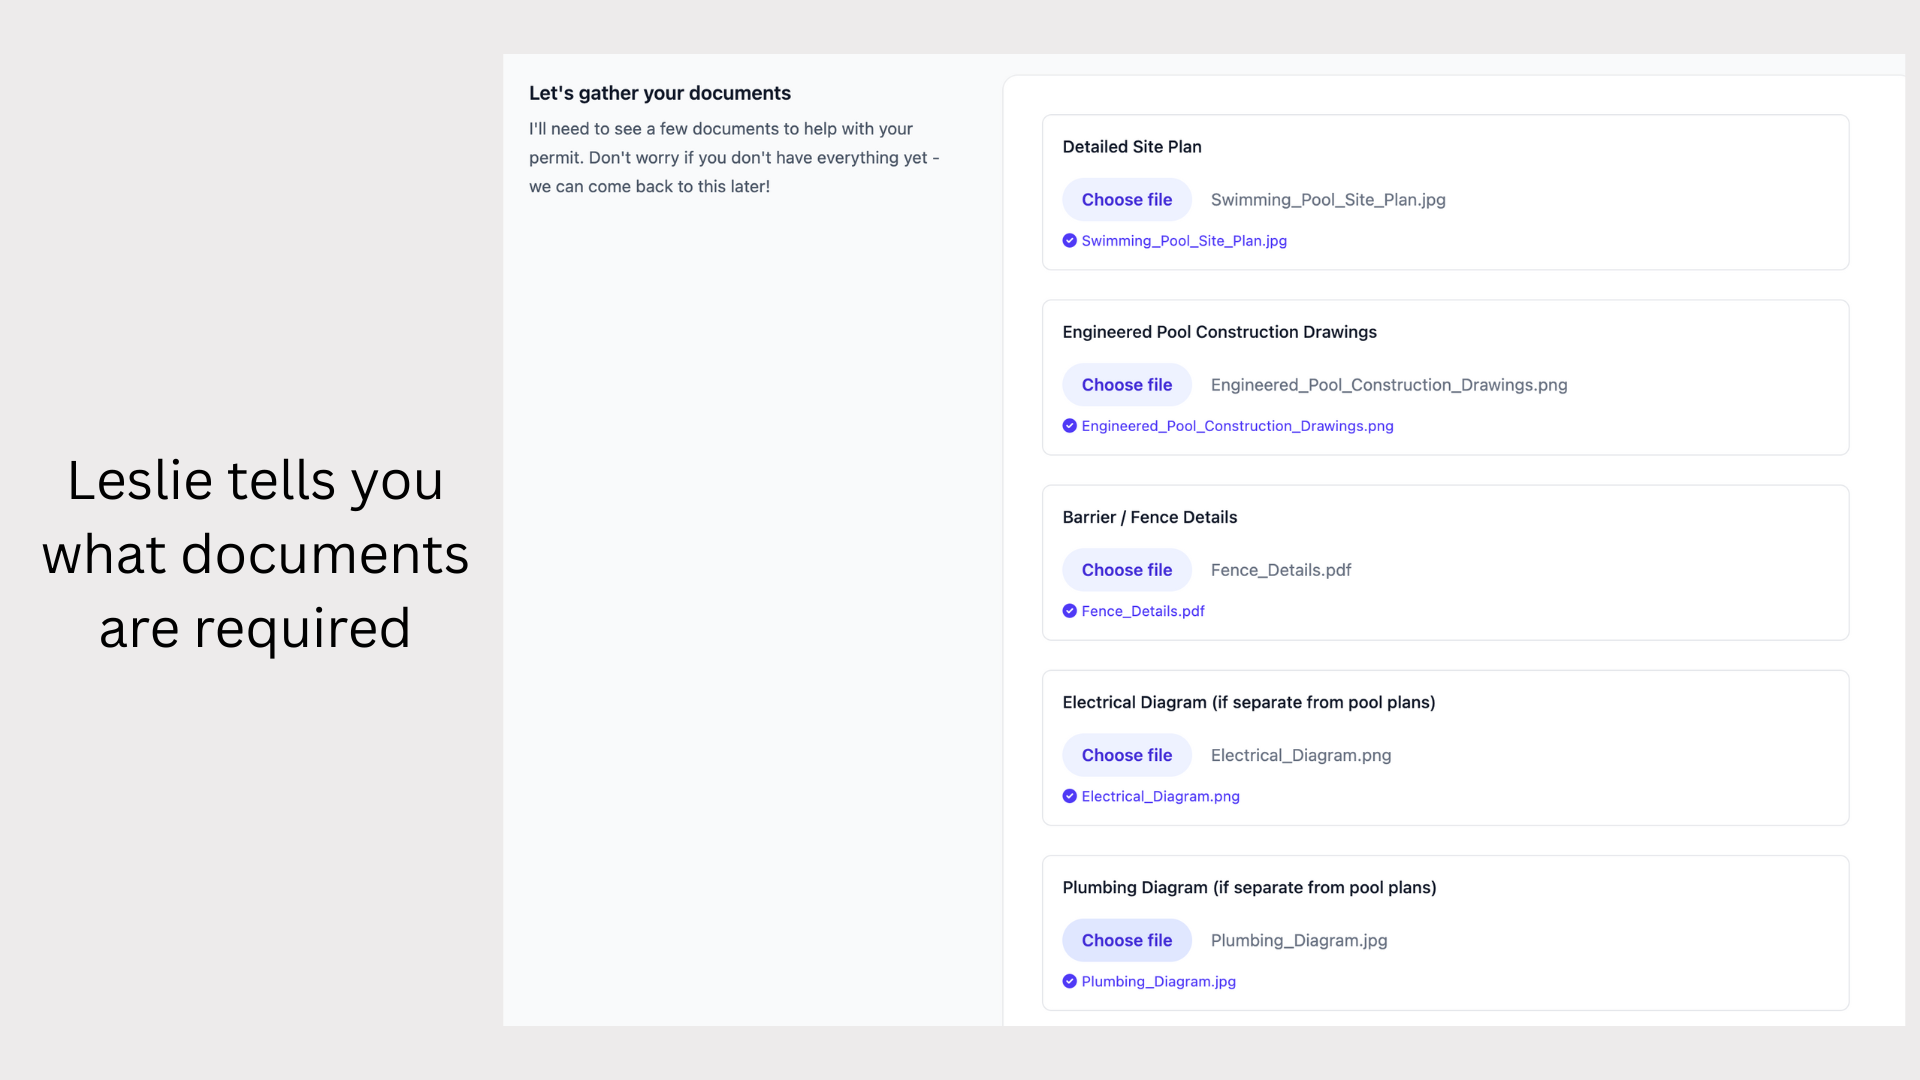 Leslie tells you
what documents
are required
Let's gather your documents
I'll need to see a few documents to help with your
permit. Don't worry if you don't have everything yet -
we can come back to this later!
Detailed Site Plan
Choose file Swimming_Pool_Site_Plan.jpg
Swimming_Pool_Site_Plan.jpg
Engineered Pool Construction Drawings
Choose file Engineered_Pool_Construction_Drawings.png
Engineered_Pool_Construction_Drawings.png
Barrier / Fence Details
Choose file Fence_Details.pdf
Fence_Details.pdf
Electrical Diagram (if separate from pool plans)
Choose file Electrical_Diagram.png
Electrical_Diagram.png
Plumbing Diagram (if separate from pool plans)
Choose file Plumbing_Diagram.jpg
Plumbing_Diagram.jpg